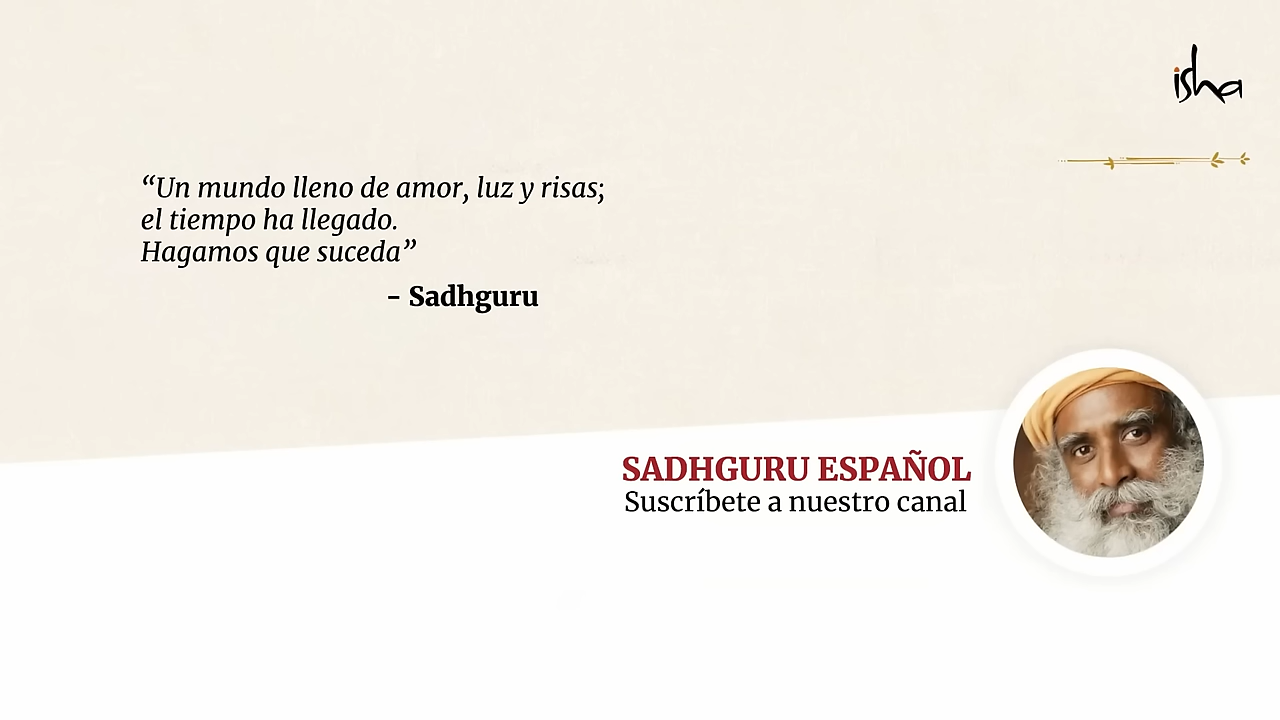 isha
“Un mundo lleno de amor, luz y risas;
el tiempo ha llegado.
Hagamos que suceda”
- Sadhguru
SADHGURU ESPAÑOL
Suscríbete a nuestro canal